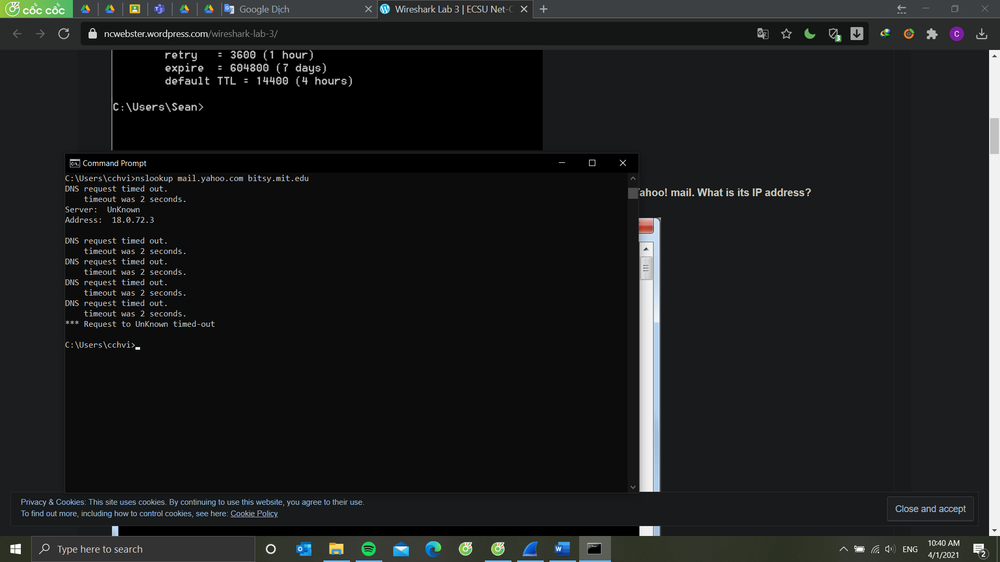 cốc cốc
Google Dịch
Wireshark Lab 3 | ECSU Net-C
ncwebster.wordpress.com/wireshark-lab-3/
3
C
retry = 3600 (1 hour)
expire = 604800 (7 days)
default TTL = 14400 (4 hours)
C:\Users\Sean>
Command Prompt
C:\Users\cchvi>nslookup mail.yahoo.com bitsy.mit.edu
DNS request timed out.
timeout was 2 seconds.
Server: UnKnown
Address: 18.0.72.3
DNS request timed out.
timeout was 2 seconds.
DNS request timed out.
timeout was 2 seconds.
DNS request timed out.
timeout was 2 seconds.
DNS request timed out.
timeout was 2 seconds.
*** Request to UnKnown timed-out
C:\Users\cchvi>
ahoo! mail. What is its IP address?
Privacy & Cookies: This site uses cookies. By continuing to use this website, you agree to their use.
To find out more, including how to control cookies, see here: Cookie Policy
Close and accept
Type here to search
ENG
10:40 AM
4/1/2021
2